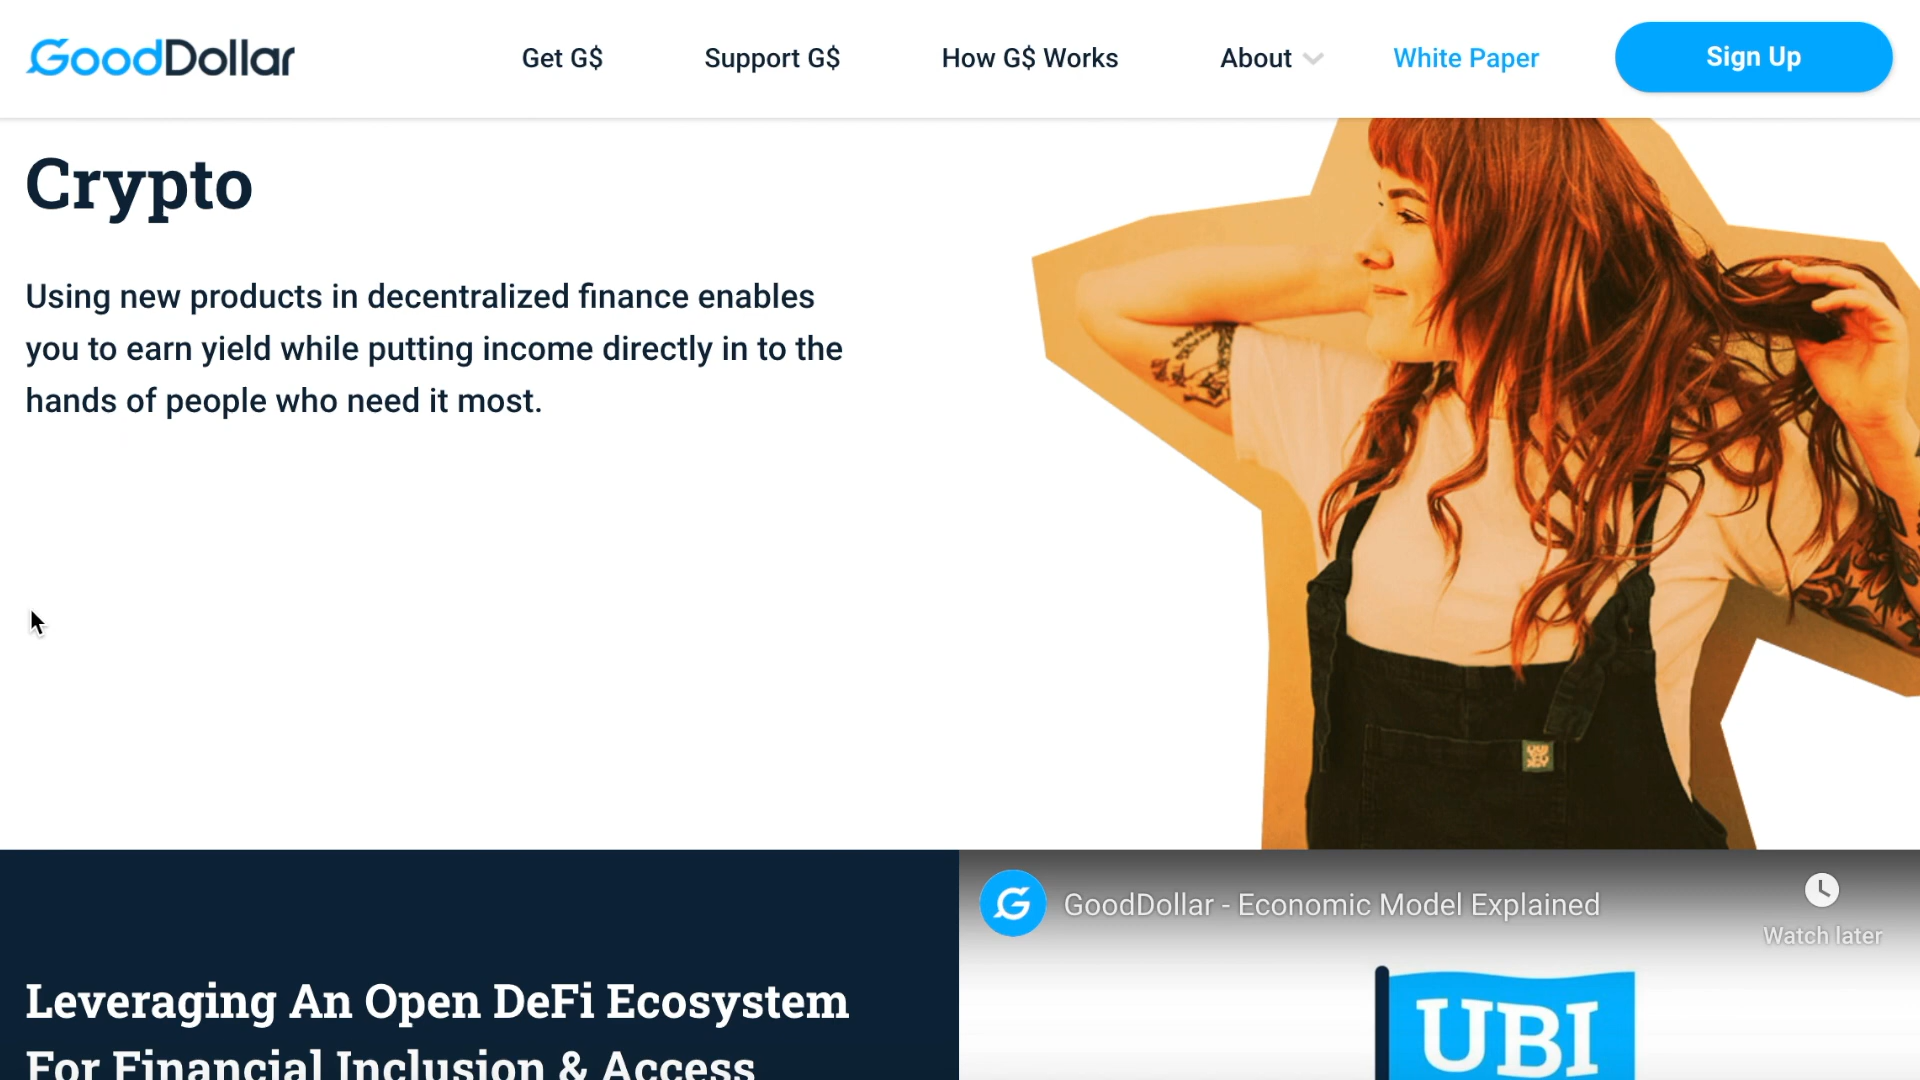 GoodDollar
Get G$
Support G$
How G$ Works
About
White Paper
Sign Up
Crypto
Using new products in decentralized finance enables
you to earn yield while putting income directly in to the
hands of people who need it most.
Leveraging An Open DeFi Ecosystem
For Financial Inclusion & Access
GoodDollar - Economic Model Explained
Watch later
UBI